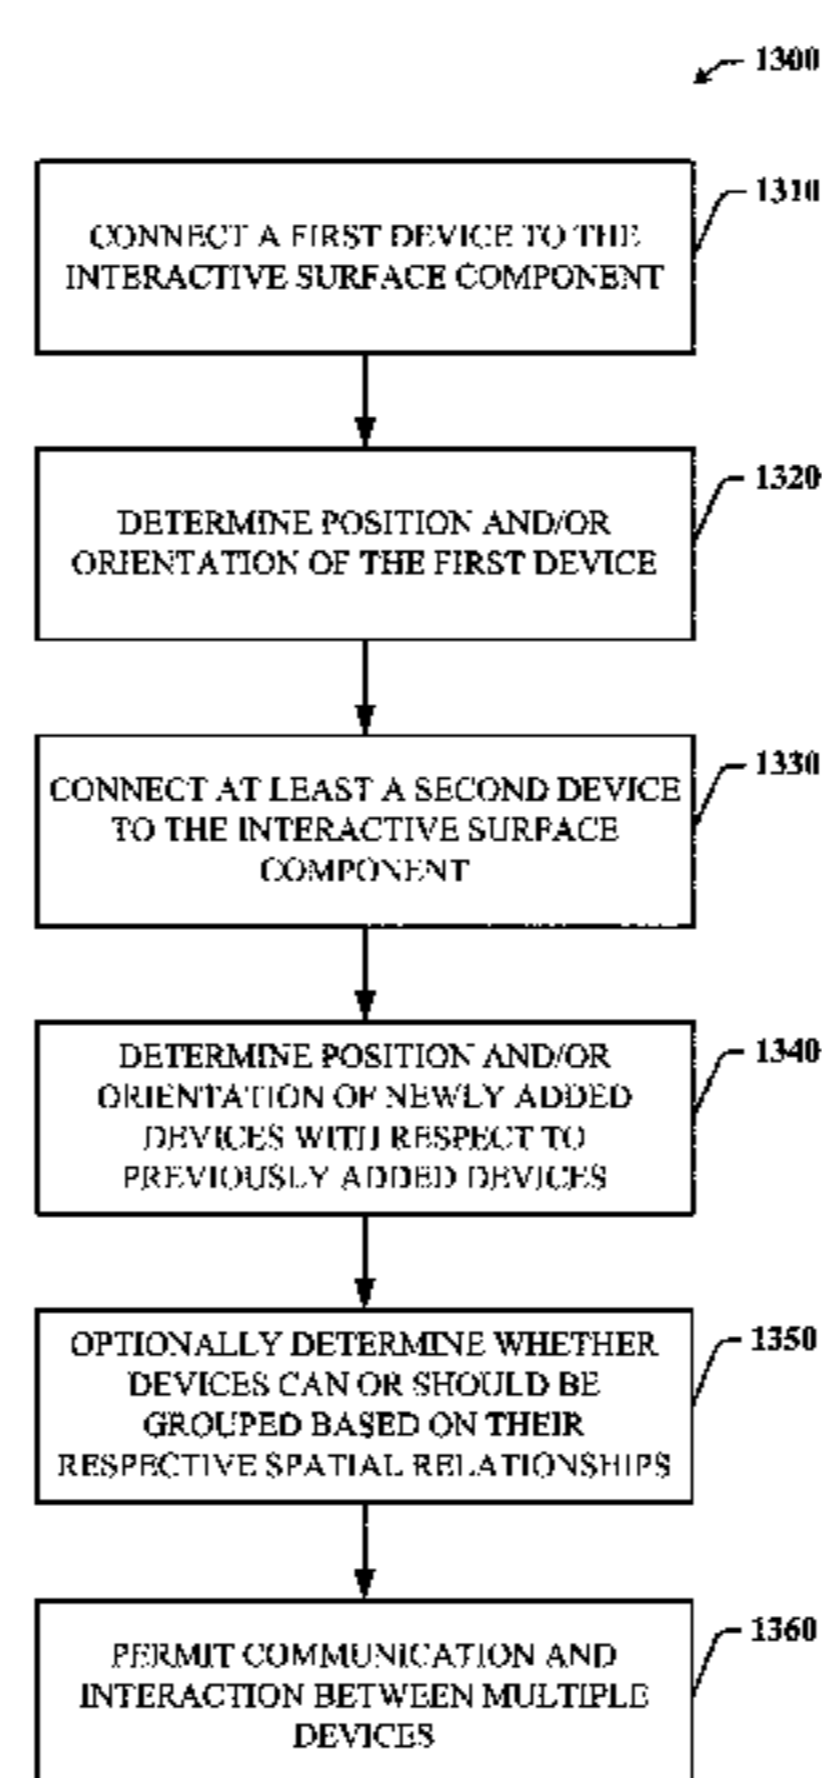 1300
1310
CONNECT A FIRST DEVICE TO THE
INTERACTIVE SURFACE COMPONENT
1320
DETERMINE POSITION AND/OR
ORIENTATION OF THE FIRST DEVICE
1330
CONNECT AT LEAST A SECOND DEVICE
TO THE INTERACTIVE SURFACE
COMPONENT
1340
DETERMINE POSITION AND/OR
ORIENTATION OF NEWLY ADDED
DEVICES WITH RESPECT TO
PREVIOUSLY ADDED DEVICES
1350
OPTIONALLY DETERMINE WHETHER
DEVICES CAN OR SHOULD BE
GROUPED BASED ON THEIR
RESPECTIVE SPATIAL RELATIONSHIPS
1360
PERMIT COMMUNICATION AND
INTERACTION BETWEEN MULTIPLE
DEVICES